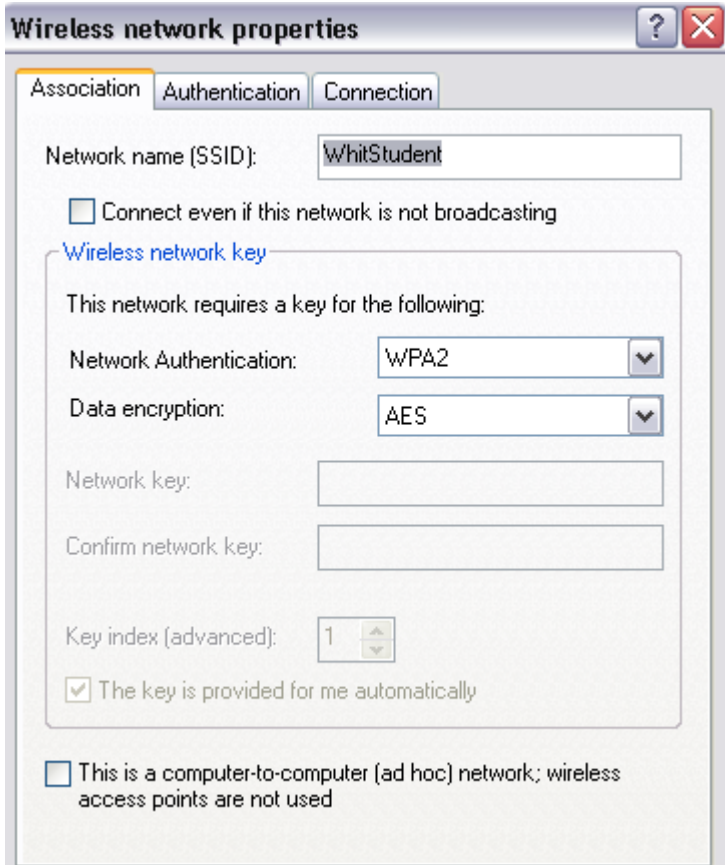 Wireless network properties
Association Authentication Connection
Network name (SSID): WhitStudent
Connect even if this network is not broadcasting
Wireless network key
This network requires a key for the following:
Network Authentication: WPA2
Data encryption: AES
Network key:
Confirm network key:
Key index (advanced): 1
The key is provided for me automatically
This is a computer-to-computer (ad hoc) network; wireless
access points are not used